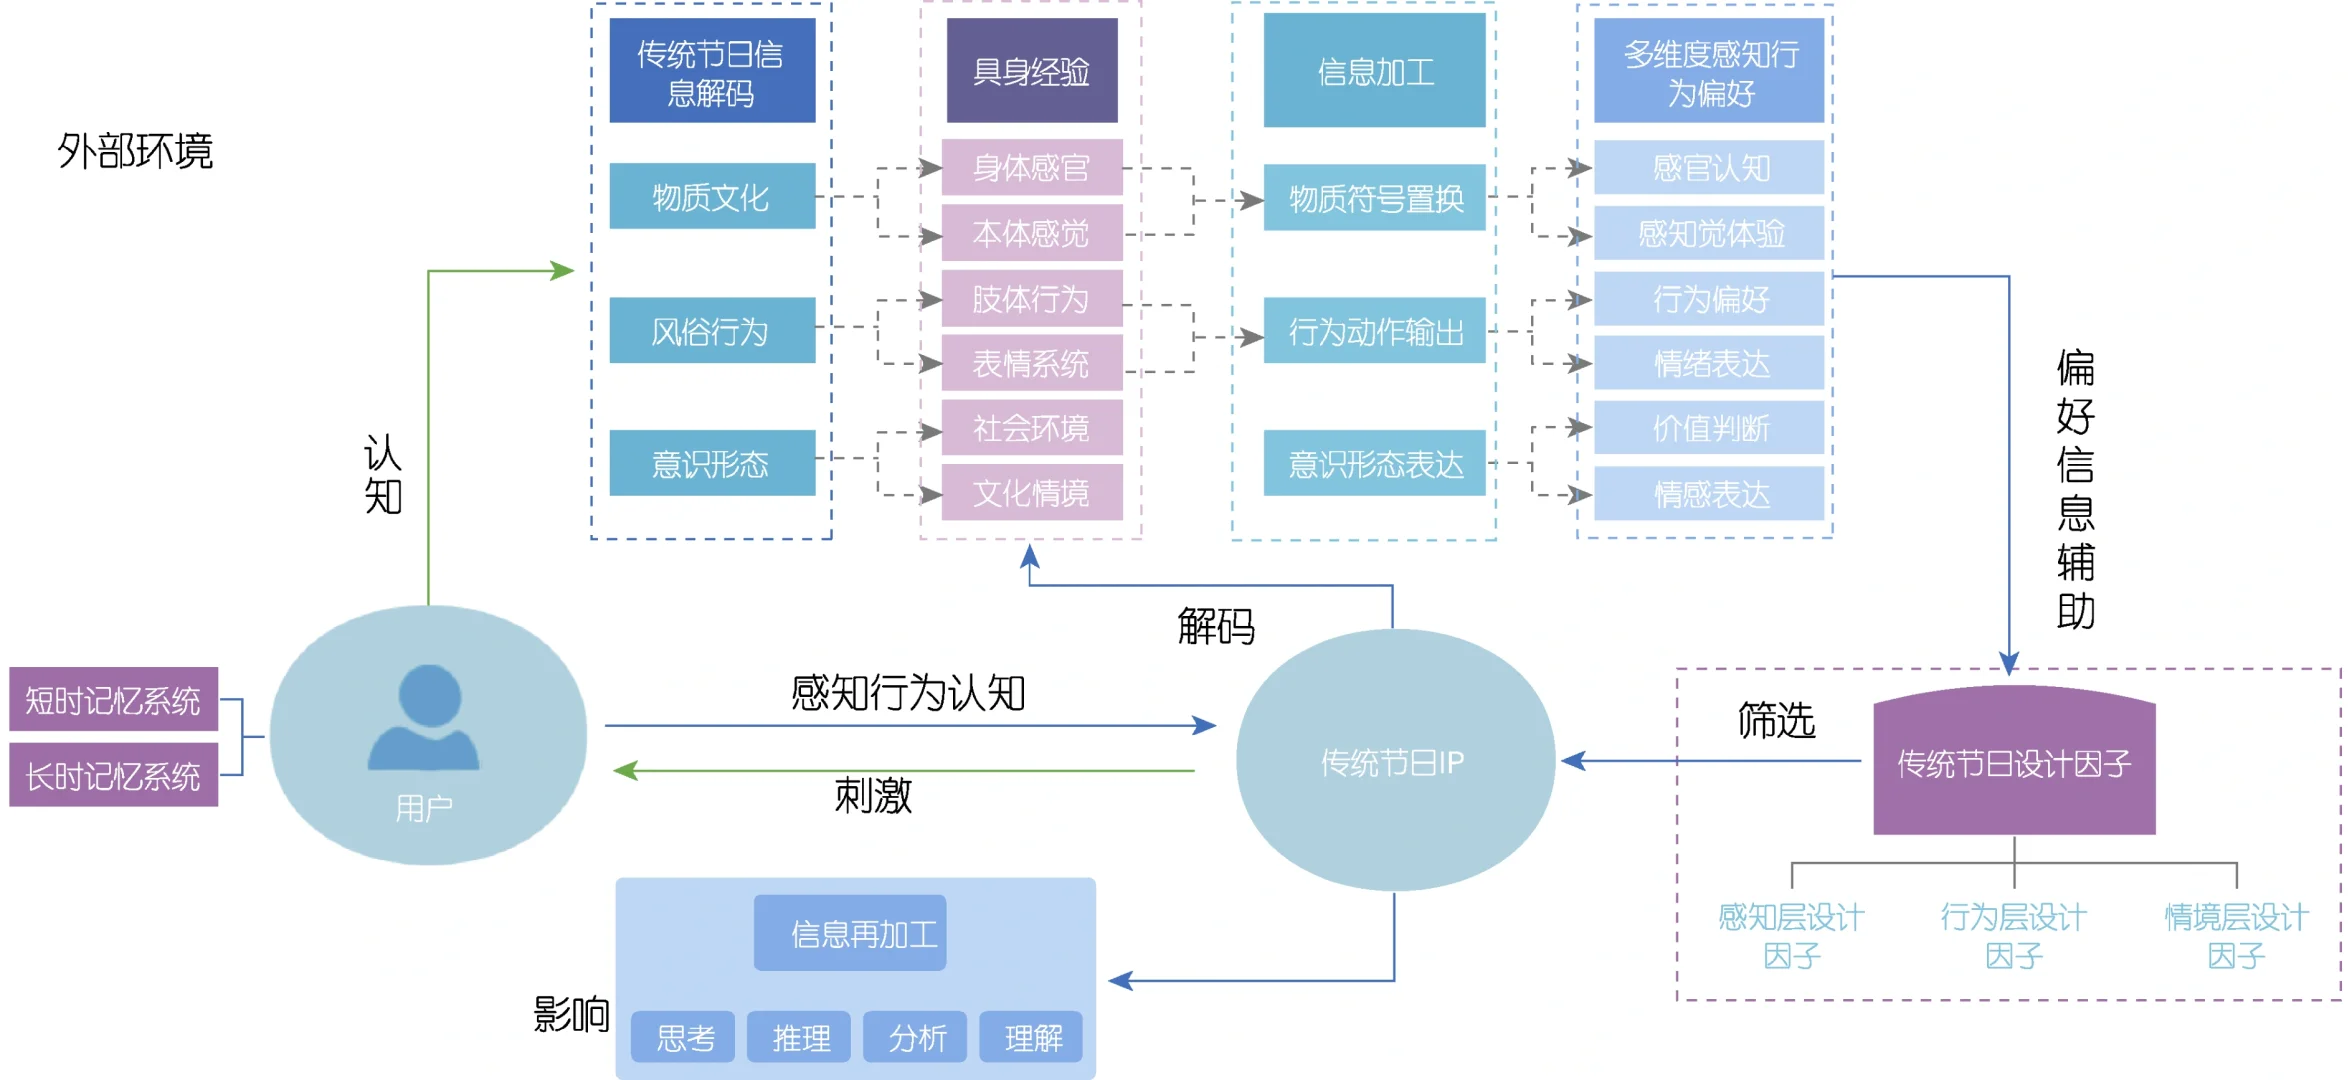 外部环境
传统节日信
息解码
物质文化
风俗行为
意识形态
具身经验
身体感官
本体感觉
肢体行为
表情系统
社会环境
文化情境
信息加工
物质符号置换
行为动作输出
意识形态表达
多维度感知行
为偏好
感官认知
感知觉体验
行为偏好
情绪表达
价值判断
情感表达
认知
偏好信息辅助
短时记忆系统
长时记忆系统
用户
感知行为认知
刺激
解码
传统节日IP
筛选
传统节日设计因子
感知层设计
因子
行为层设计
因子
情境层设计
因子
影响
信息再加工
思考
推理
分析
理解